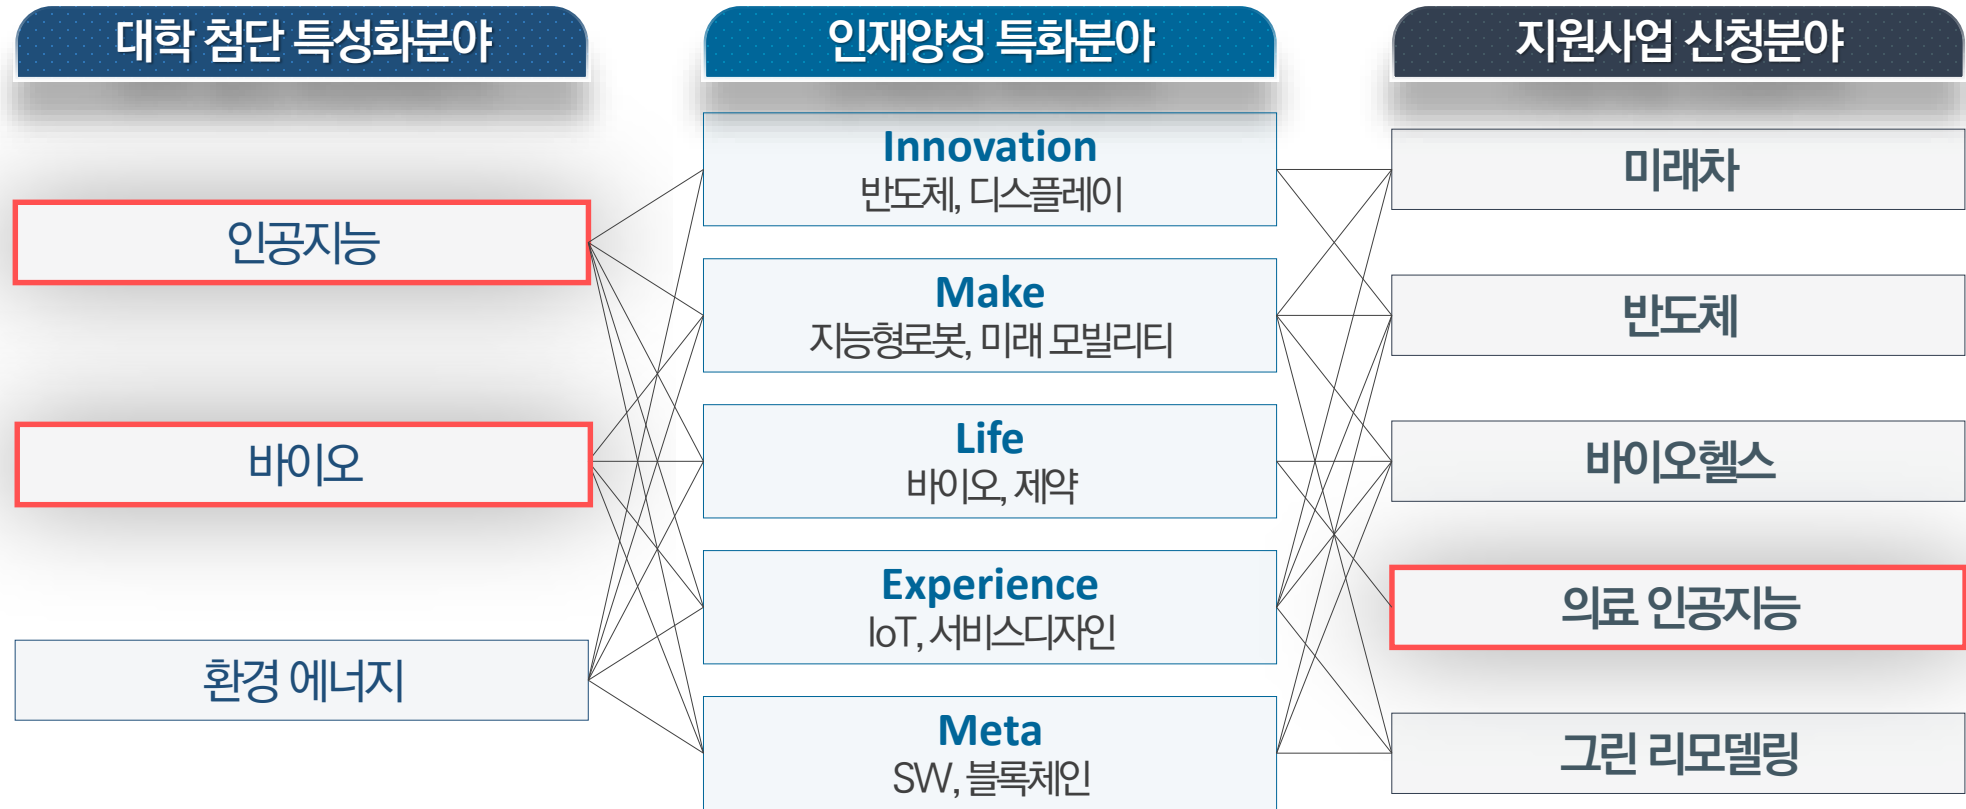 대학 첨단 특성화분야
인공지능
바이오
환경 에너지
인재양성 특화분야
Innovation
반도체, 디스플레이
Make
지능형로봇, 미래 모빌리티
Life
바이오, 제약
Experience
IoT, 서비스디자인
Meta
SW, 블록체인
지원사업 신청분야
미래차
반도체
바이오헬스
의료 인공지능
그린 리모델링